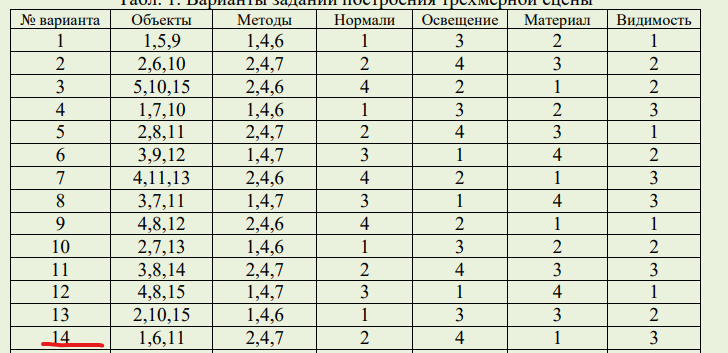 Табл. 1. Варианты заданий построения трехмерной сцены
№ варианта Объекты Методы Нормали Освещение Материал Видимость
1 1,5,9 1,4,6 1 3 2 1
2 2,6,10 2,4,7 2 4 3 2
3 5,10,15 2,4,6 4 2 1 2
4 1,7,10 1,4,6 1 3 2 3
5 2,8,11 2,4,7 2 4 3 1
6 3,9,12 1,4,7 3 1 4 2
7 4,11,13 2,4,6 4 2 1 3
8 3,7,11 1,4,7 3 1 4 3
9 4,8,12 2,4,6 4 2 1 1
10 2,7,13 1,4,6 1 3 2 2
11 3,8,14 2,4,7 2 4 3 3
12 4,8,15 1,4,7 3 1 4 1
13 2,10,15 1,4,6 1 3 3 2
14 1,6,11 2,4,7 2 4 1 3